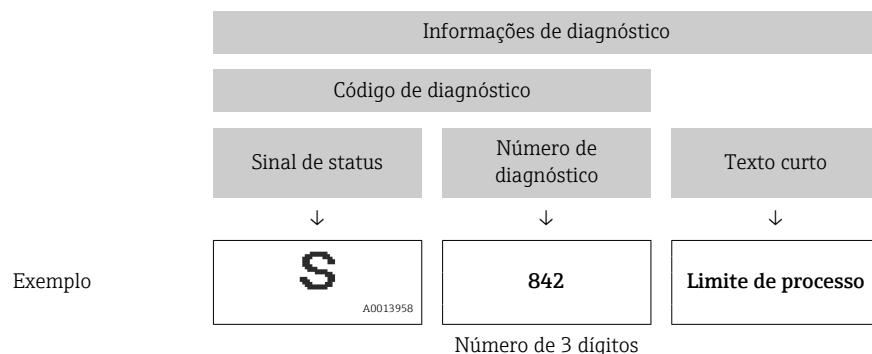 Informações de diagnóstico
Código de diagnóstico
Sinal de status
Número de
diagnóstico
Texto curto
↓ ↓ ↓
Exemplo
S
A0013958
842
Limite de processo
Número de 3 dígitos